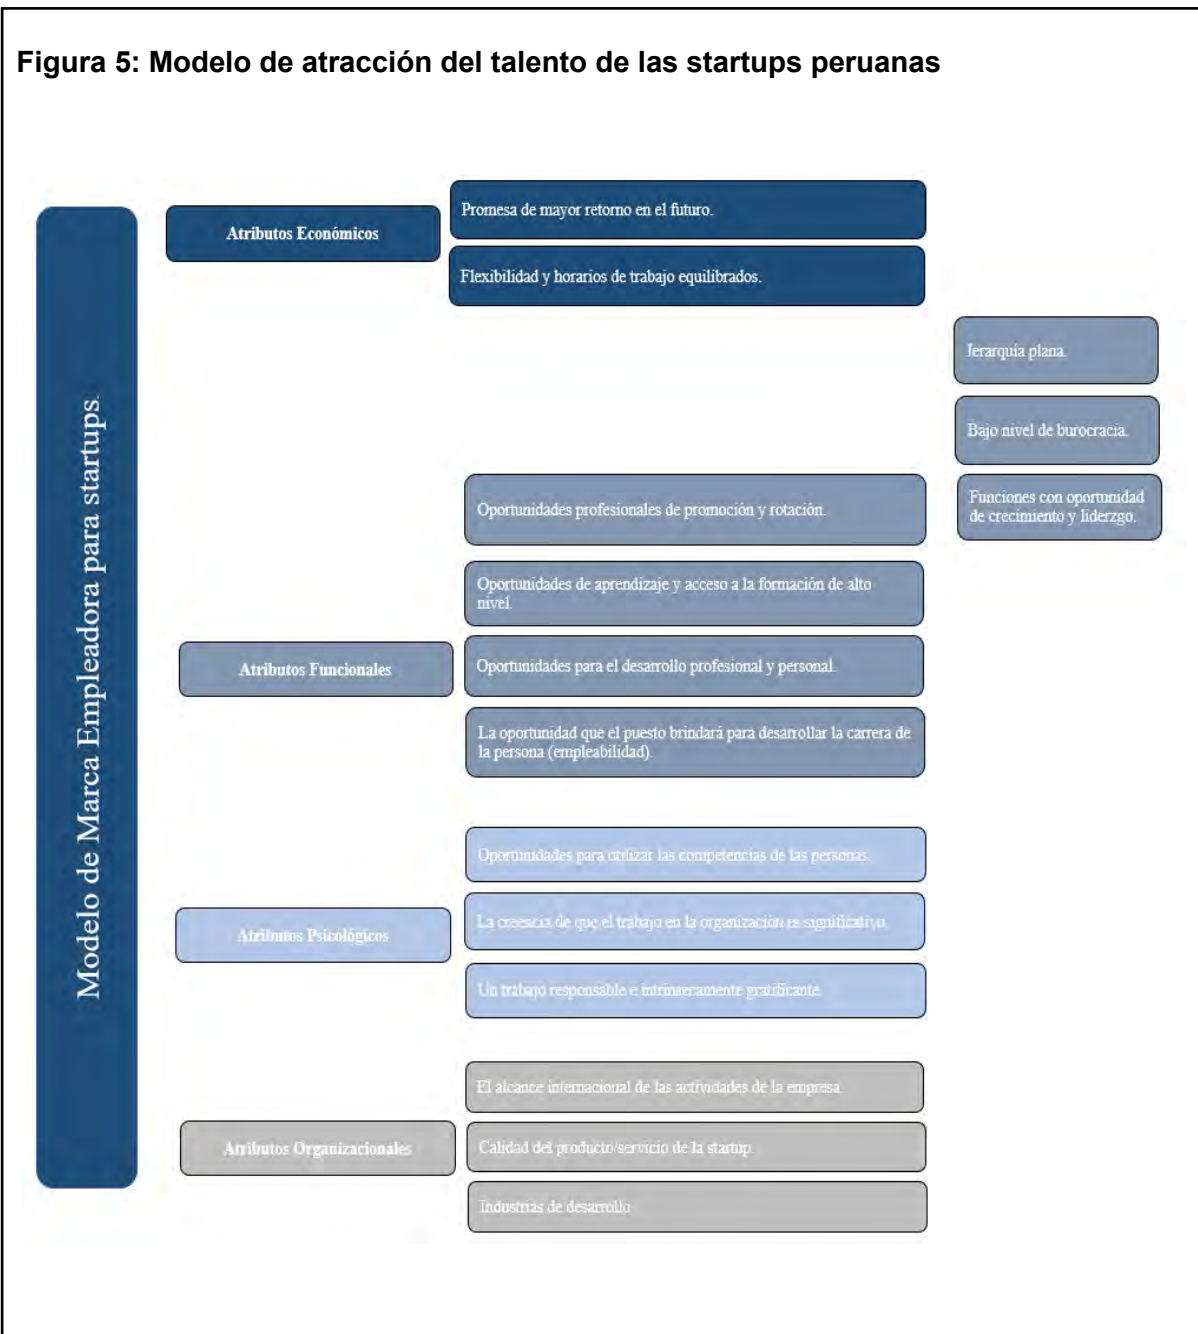 Figura 5: Modelo de atracción del talento de las startups peruanas
Modelo de Marca Empleadora para startups.
Atributos Económicos
Promesa de mayor retorno en el futuro.
Flexibilidad y horarios de trabajo equilibrados.
Atributos Funcionales
Oportunidades profesionales de promoción y rotación.
Jerarquía plana.
Bajo nivel de burocracia.
Funciones con oportunidad
de crecimiento y liderzgo.
Oportunidades de aprendizaje y acceso a la formación de alto
nivel.
Oportunidades para el desarrollo profesional y personal.
La oportunidad que el puesto brindará para desarrollar la carrera de
la persona (empleabilidad).
Atributos Psicológicos
Oportunidades para utilizar las competencias de las personas.
La creencia de que el trabajo en la organización es significativo.
Un trabajo responsable e intrínsecamente gratificante.
Atributos Organizacionales
El alcance internacional de las actividades de la empresa.
Calidad del producto/servicio de la startup.
Industrias de desarrollo